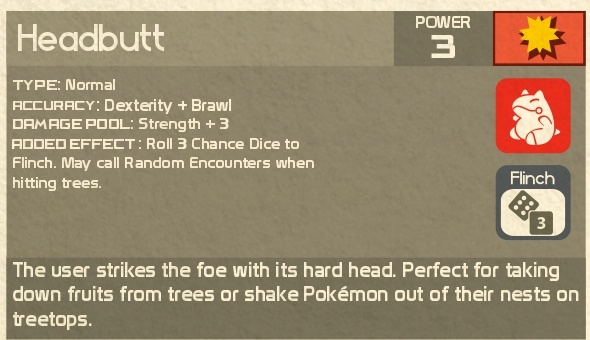 Headbutt
POWER
3
TYPE: Normal
ACCURACY: Dexterity + Brawl
DAMAGE POOL: Strength + 3
ADDED EFFECT: Roll 3 Chance Dice to
Flinch. May call Random Encounters when
hitting trees.
Flinch
3
The user strikes the foe with its hard head. Perfect for taking
down fruits from trees or shake Pokémon out of their nests on
treetops.